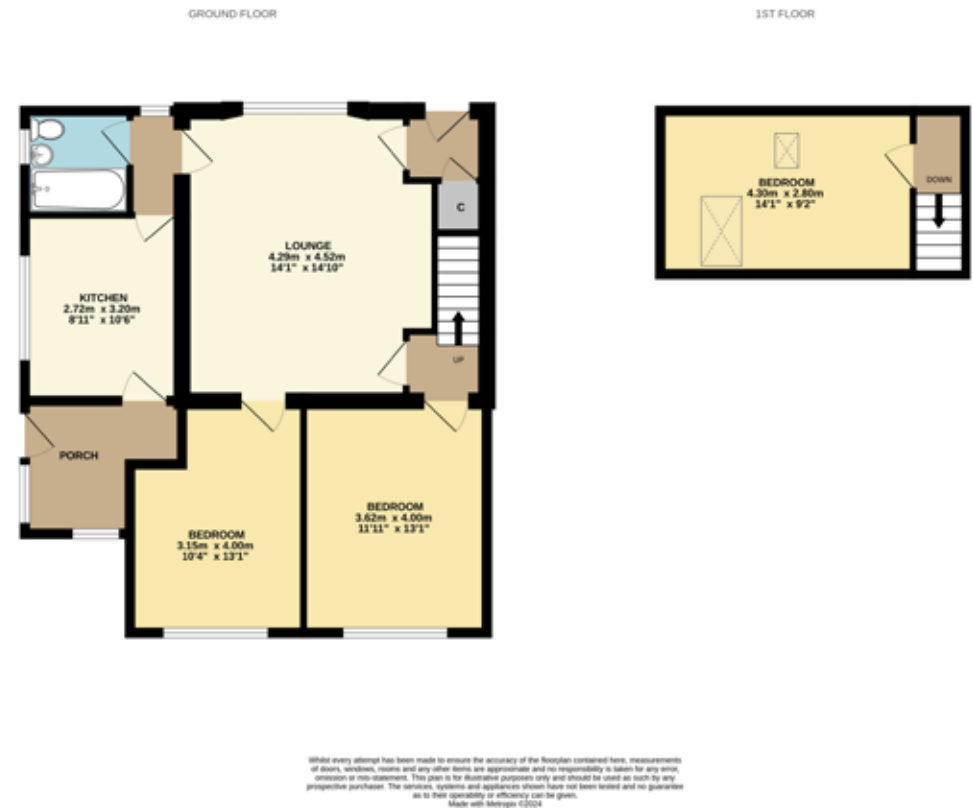 GROUND FLOOR
1ST FLOOR
LOUNGE
4.29m x 4.52m
14'1" x 14'10"
C
UP
KITCHEN
2.72m x 3.20m
8'11" x 10'6"
PORCH
BEDROOM
3.15m x 4.00m
10'4" x 13'1"
BEDROOM
3.62m x 4.00m
11'11" x 13'1"
BEDROOM
4.30m x 2.80m
14'1" x 9'2"
DOWN
Whilst every attempt has been made to ensure the accuracy of the floorplan contained here, measurements
of doors, windows, rooms and any other items are approximate and no responsibility is taken for any error,
omission or mis-statement. This plan is for illustrative purposes only and should be used as such by any
prospective purchaser. The services, systems and appliances shown have not been tested and no guarantee
as to their operability or efficiency can be given.
Made with Metropix ©2024